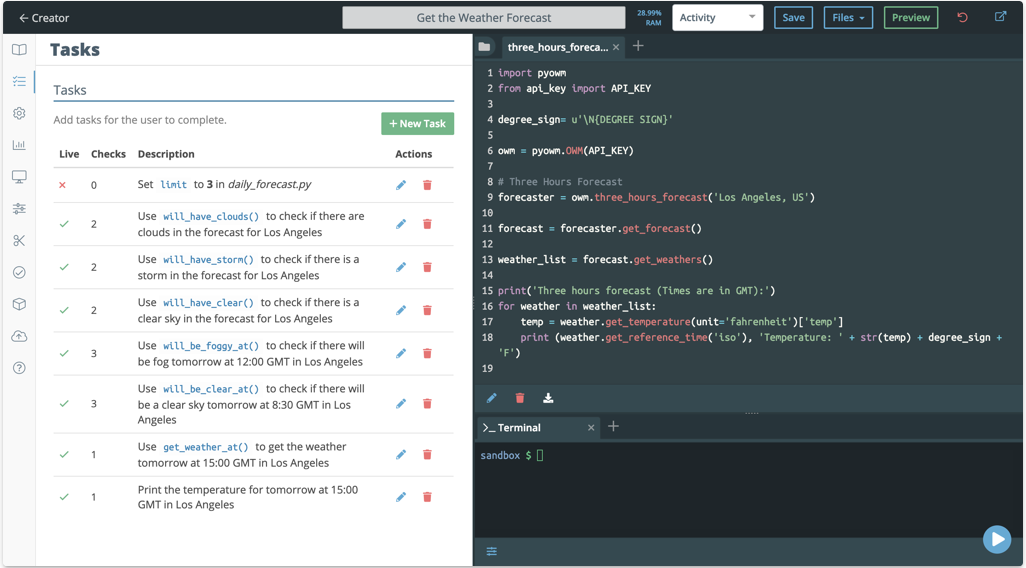 Creator
Get the Weather Forecast
28.99%
RAM
Activity
Save
Files
Preview
Tasks
Tasks
Add tasks for the user to complete.
+ New Task
Live Checks Description Actions
0 Set limit to 3 in daily_forecast.py
2 Use will_have_clouds() to check if there are
clouds in the forecast for Los Angeles
2 Use will_have_storm() to check if there is a
storm in the forecast for Los Angeles
2 Use will_have_clear() to check if there is a
clear sky in the forecast for Los Angeles
3 Use will_be_foggy_at() to check if there will
be fog tomorrow at 12:00 GMT in Los Angeles
3 Use will_be_clear_at() to check if there will
be a clear sky tomorrow at 8:30 GMT in Los
Angeles
1 Use get_weather_at() to get the weather
tomorrow at 15:00 GMT in Los Angeles
1 Print the temperature for tomorrow at 15:00
GMT in Los Angeles
three_hours_foreca...
1 import pyowm
2 from api_key import API_KEY
3
4 degree_sign= u'\N{DEGREE SIGN}'
5
6 owm = pyowm.OWM(API_KEY)
7
8 # Three Hours Forecast
9 forecaster = owm.three_hours_forecast('Los Angeles, US')
10
11 forecast = forecaster.get_forecast()
12
13 weather_list = forecast.get_weathers()
14
15 print('Three hours forecast (Times are in GMT):')
16 for weather in weather_list:
17 temp = weather.get_temperature(unit='fahrenheit')['temp']
18 print (weather.get_reference_time('iso'), 'Temperature: ' + str(temp) + degree_sign +
'F')
19
>_ Terminal
sandbox $